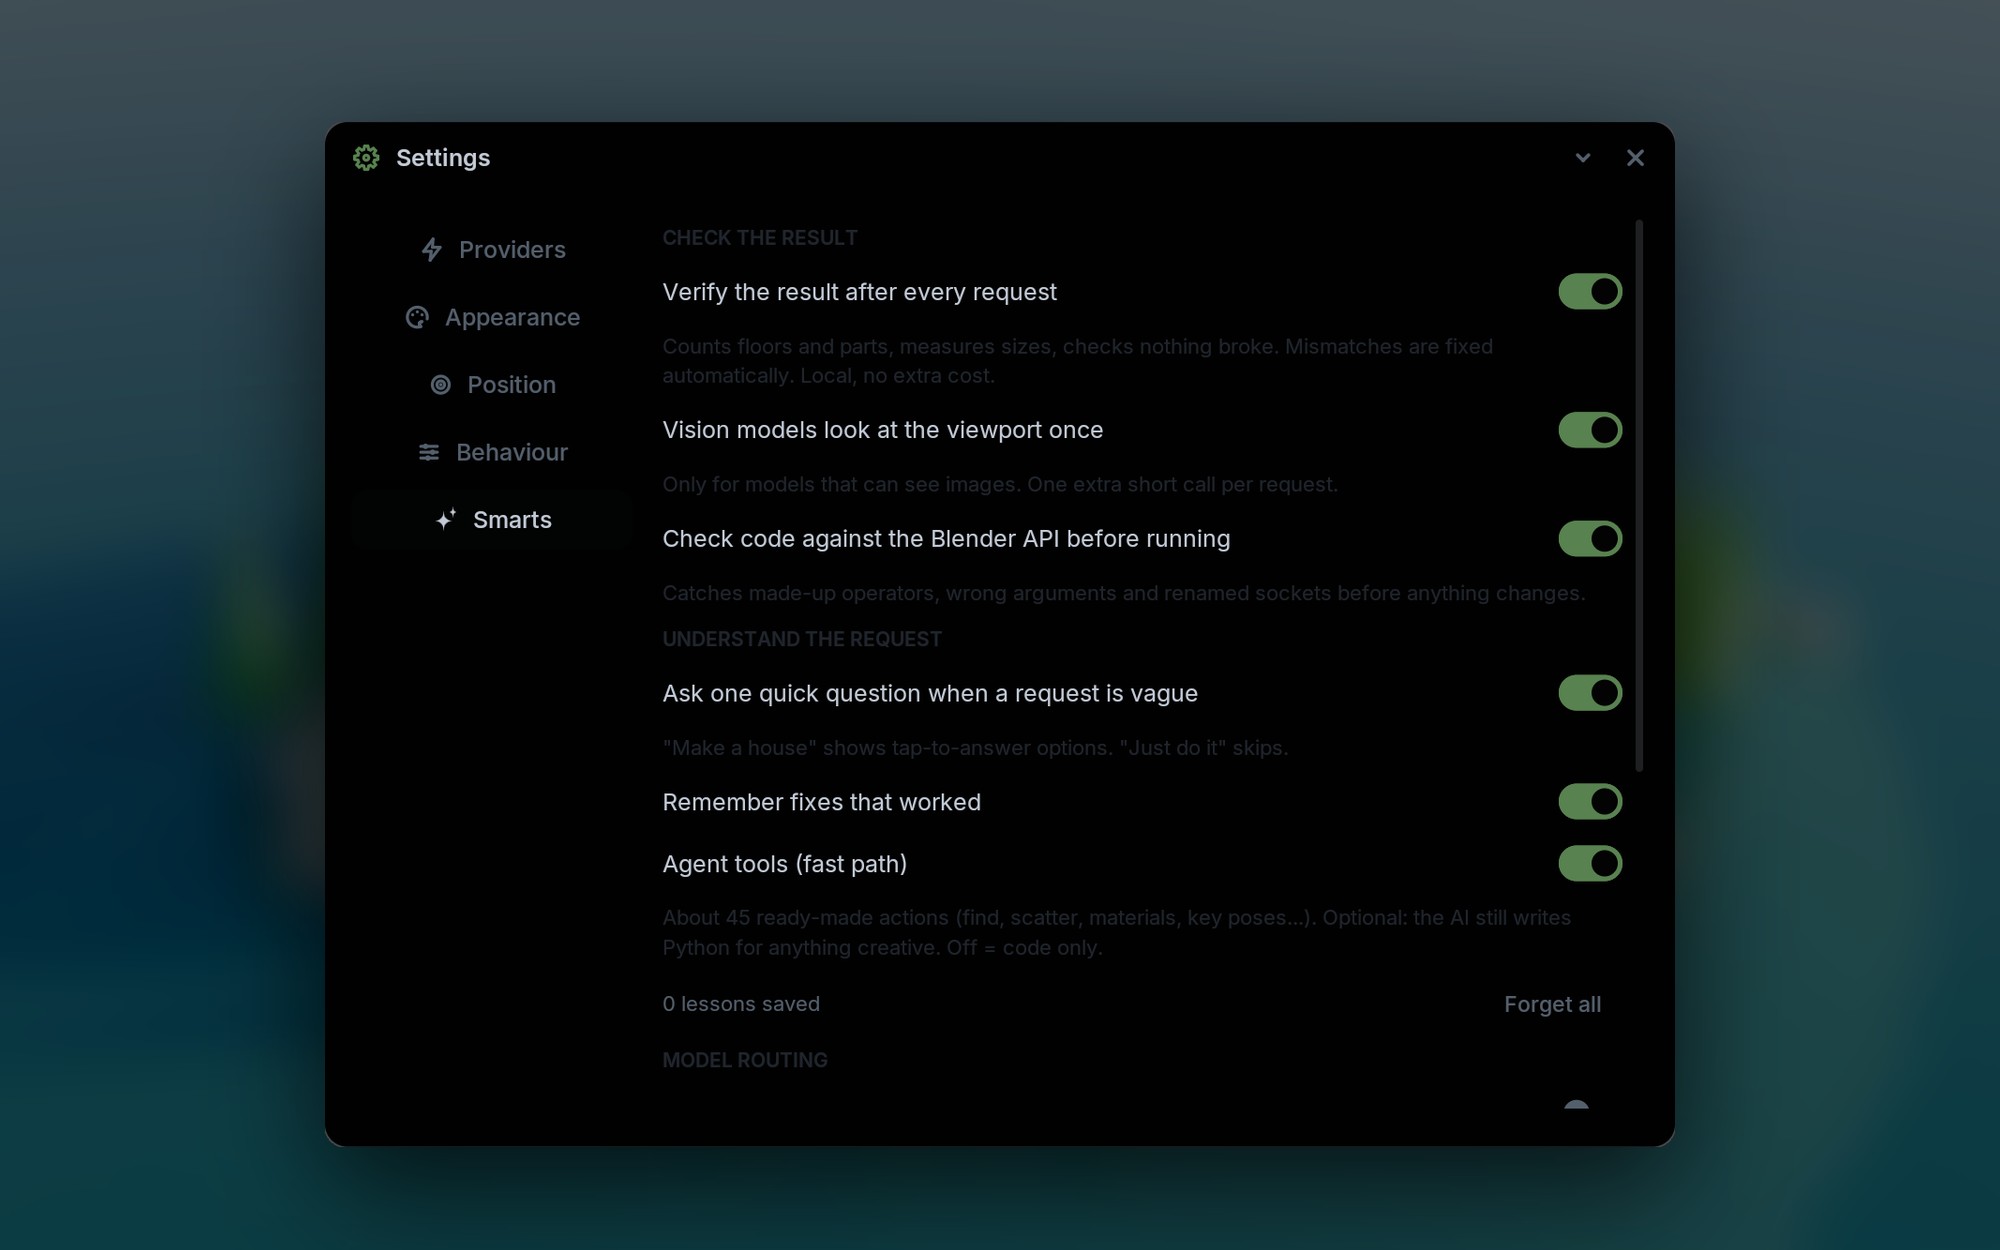 Settings
Providers
Appearance
Position
Behaviour
Smarts
CHECK THE RESULT
Verify the result after every request
Counts floors and parts, measures sizes, checks nothing broke. Mismatches are fixed
automatically. Local, no extra cost.
Vision models look at the viewport once
Only for models that can see images. One extra short call per request.
Check code against the Blender API before running
Catches made-up operators, wrong arguments and renamed sockets before anything changes.
UNDERSTAND THE REQUEST
Ask one quick question when a request is vague
"Make a house" shows tap-to-answer options. "Just do it" skips.
Remember fixes that worked
Agent tools (fast path)
About 45 ready-made actions (find, scatter, materials, key poses...). Optional: the AI still writes
Python for anything creative. Off = code only.
0 lessons saved
Forget all
MODEL ROUTING